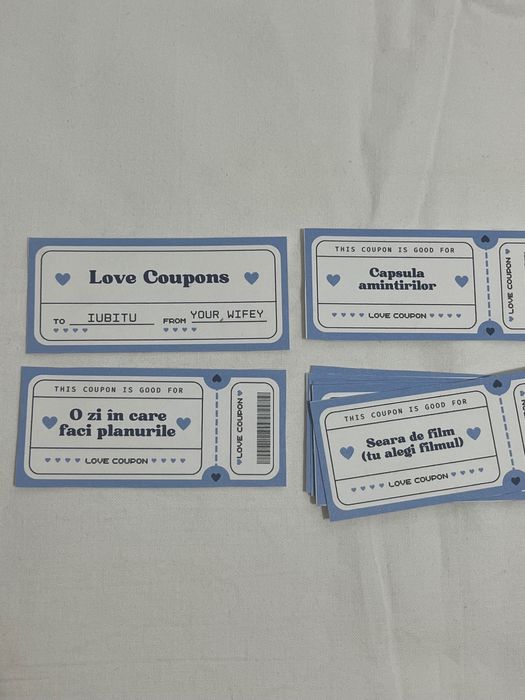 Love Coupons
TO IUBITU FROM YOUR WIFEY
THIS COUPON IS GOOD FOR
Capsula
amintirilor
LOVE COUPON
LOVE COUPON
THIS COUPON IS GOOD FOR
O zi în care
faci planurile
LOVE COUPON
LOVE COUPON
THIS COUPON IS GOOD FOR
Seara de film
(tu alegi filmul)
LOVE COUPON